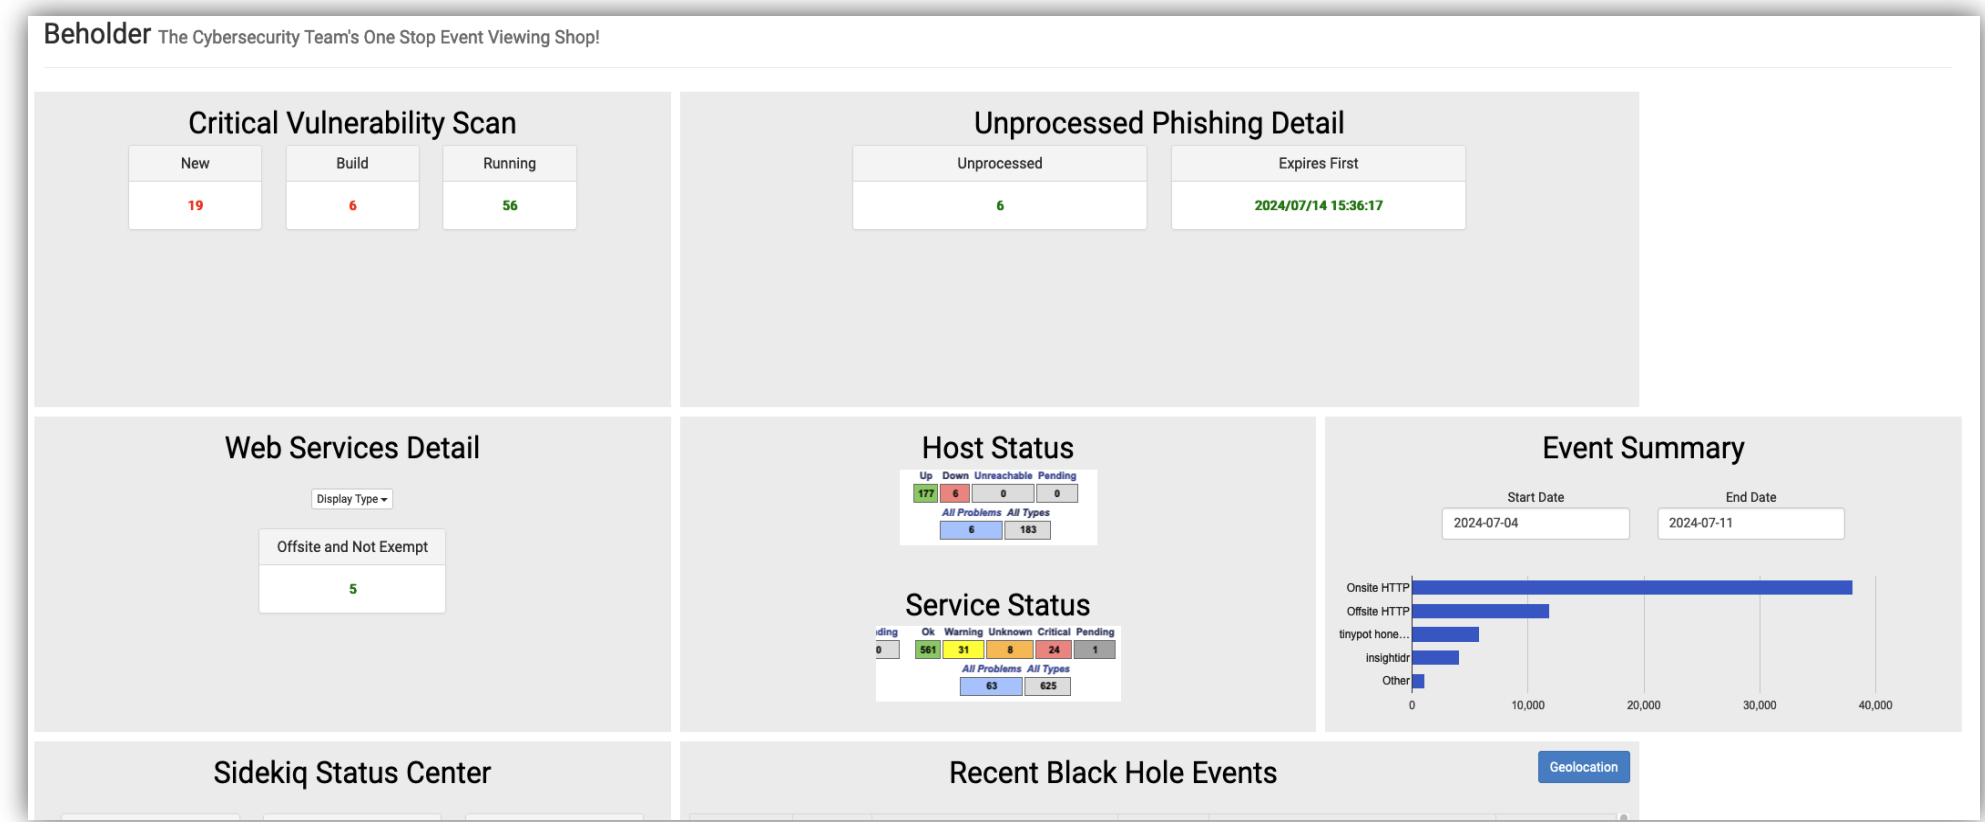 Beholder The Cybersecurity Team's One Stop Event Viewing Shop!
Critical Vulnerability Scan
New Build Running
19 6 56
Unprocessed Phishing Detail
Unprocessed Expires First
6 2024/07/14 15:36:17
Web Services Detail
Display Type
Offsite and Not Exempt
5
Host Status
Up Down Unreachable Pending
177 6 0 0
All Problems All Types
6 183
Service Status
ding Ok Warning Unknown Critical Pending
0 561 31 8 24 1
All Problems All Types
63 625
Event Summary
Start Date End Date
2024-07-04 2024-07-11
Onsite HTTP
Offsite HTTP
tinypot hone...
insightidr
Other
0 10,000 20,000 30,000 40,000
Sidekiq Status Center
Recent Black Hole Events
Geolocation